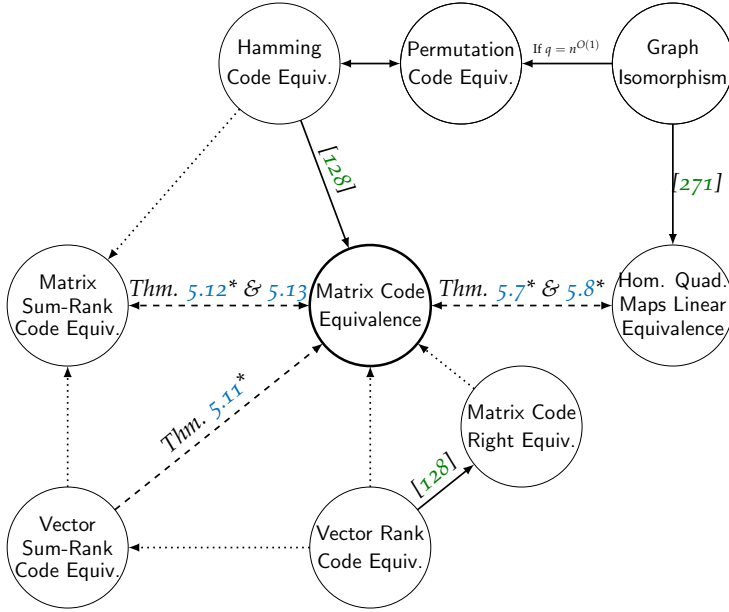 Hamming
Code Equiv.
Permutation
Code Equiv.
If q = n^{O(1)}
Graph
Isomorphism
[128]
[271]
Matrix
Sum-Rank
Code Equiv.
Thm. 5.12* & 5.13
Matrix Code
Equivalence
Thm. 5.7* & 5.8*
Hom. Quad.
Maps Linear
Equivalence
Thm. 5.11*
Matrix Code
Right Equiv.
[128]
Vector
Sum-Rank
Code Equiv.
Vector Rank
Code Equiv.